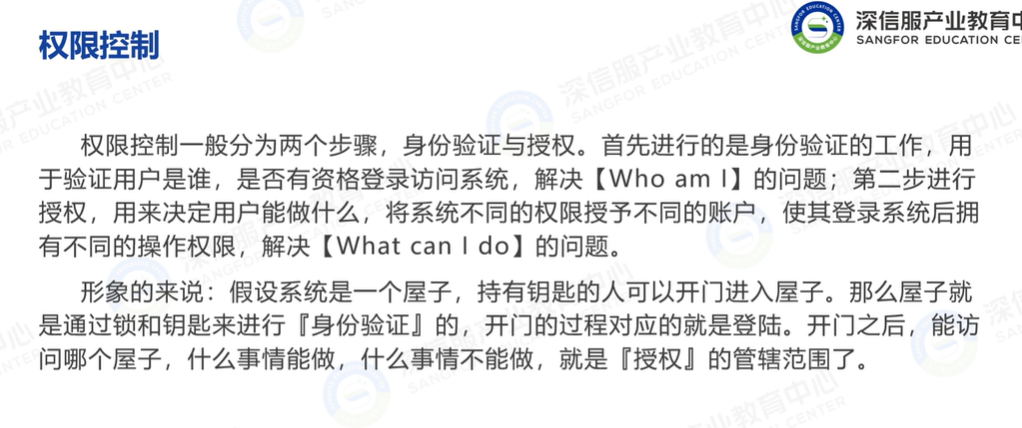 权限控制
深信服产业教育中
SANGFOR EDUCATION CE
权限控制一般分为两个步骤，身份验证与授权。首先进行的是身份验证的工作，用
于验证用户是谁，是否有资格登录访问系统，解决【Who am I】的问题；第二步进行
授权，用来决定用户能做什么，将系统不同的权限授予不同的账户，使其登录系统后拥
有不同的操作权限，解决【What can I do】的问题。
形象的来说：假设系统是一个屋子，持有钥匙的人可以开门进入屋子。那么屋子就
是通过锁和钥匙来进行『身份验证』的，开门的过程对应的就是登陆。开门之后，能访
问哪个屋子，什么事情能做，什么事情不能做，就是『授权』的管辖范围了。